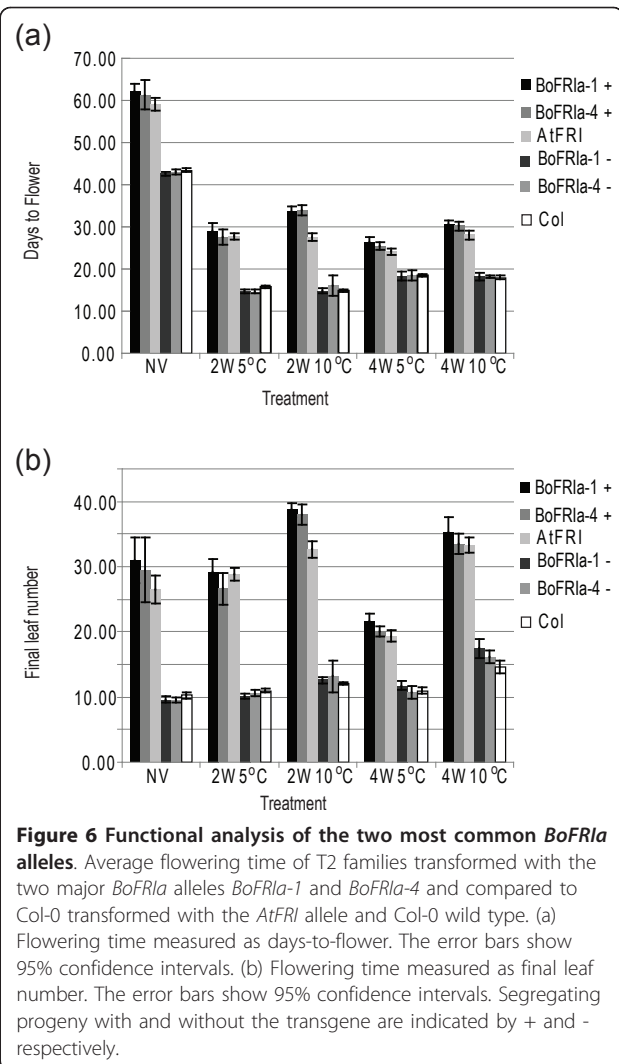 (a)
70.00
60.00
50.00
40.00
30.00
20.00
10.00
0.00
Days to Flower
NV
2W 5°C
2W 10 °C
4W 5°C
4W 10 °C
Treatment
BoFRIa-1 +
BoFRIa-4 +
AtFRI
BoFRIa-1 -
BoFRIa-4 -
Col
(b)
40.00
30.00
20.00
10.00
0.00
Final leaf number
NV
2W 5°C
2W 10 °C
4W 5°C
4W 10 °C
Treatment
BoFRIa-1 +
BoFRIa-4 +
AtFRI
BoFRIa-1 -
BoFRIa-4 -
Col
Figure 6 Functional analysis of the two most common BoFRIa
alleles. Average flowering time of T2 families transformed with the
two major BoFRIa alleles BoFRIa-1 and BoFRIa-4 and compared to
Col-0 transformed with the AtFRI allele and Col-0 wild type. (a)
Flowering time measured as days-to-flower. The error bars show
95% confidence intervals. (b) Flowering time measured as final leaf
number. The error bars show 95% confidence intervals. Segregating
progeny with and without the transgene are indicated by + and -
respectively.